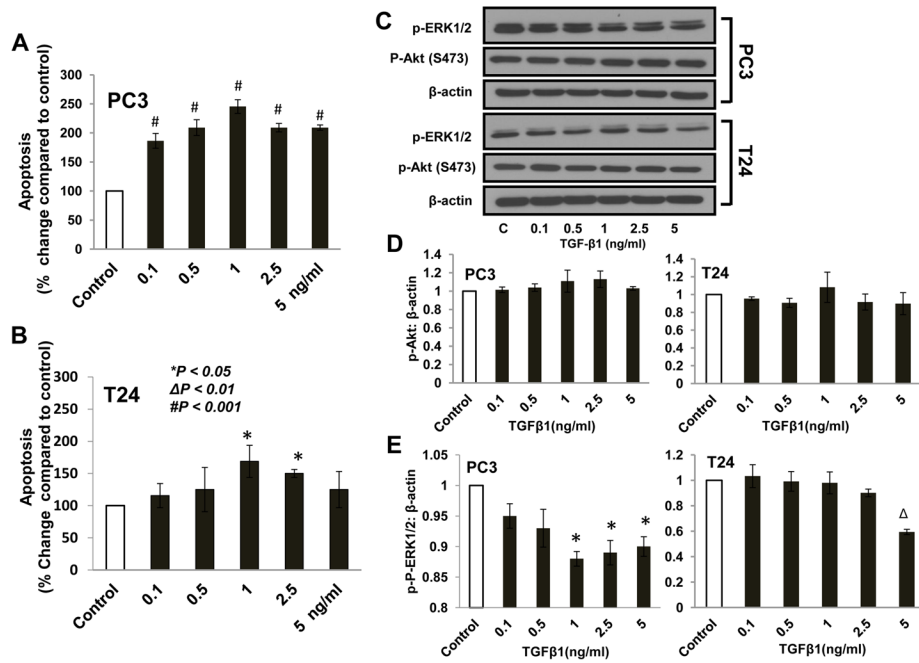 A
PC3
Apoptosis
(% change compared to control)
300
250
200
150
100
50
0
#
#
#
#
#
Control
0.1
0.5
1
2.5
5 ng/ml
B
T24
*P < 0.05
ΔP < 0.01
#P < 0.001
Apoptosis
(% Change compared to control)
300
250
200
150
100
50
0
*
*
Control
0.1
0.5
1
2.5
5 ng/ml
C
p-ERK1/2
P-Akt (S473)
β-actin
PC3
p-ERK1/2
p-Akt (S473)
β-actin
T24
C 0.1 0.5 1 2.5 5
TGF-β1 (ng/ml)
D
PC3
p-Akt: β-actin
1.4
1.2
1
0.8
0.6
0.4
0.2
0
Control
0.1
0.5
1
2.5
5
TGFβ1(ng/ml)
T24
1.4
1.2
1
0.8
0.6
0.4
0.2
0
Control
0.1
0.5
1
2.5
5
TGFβ1(ng/ml)
E
PC3
p-P-ERK1/2: β-actin
1.05
1
0.95
0.9
0.85
0.8
*
*
*
Control
0.1
0.5
1
2.5
5
TGFβ1(ng/ml)
T24
1.2
1
0.8
0.6
0.4
0.2
0
Δ
Control
0.1
0.5
1
2.5
5
TGFβ1(ng/ml)